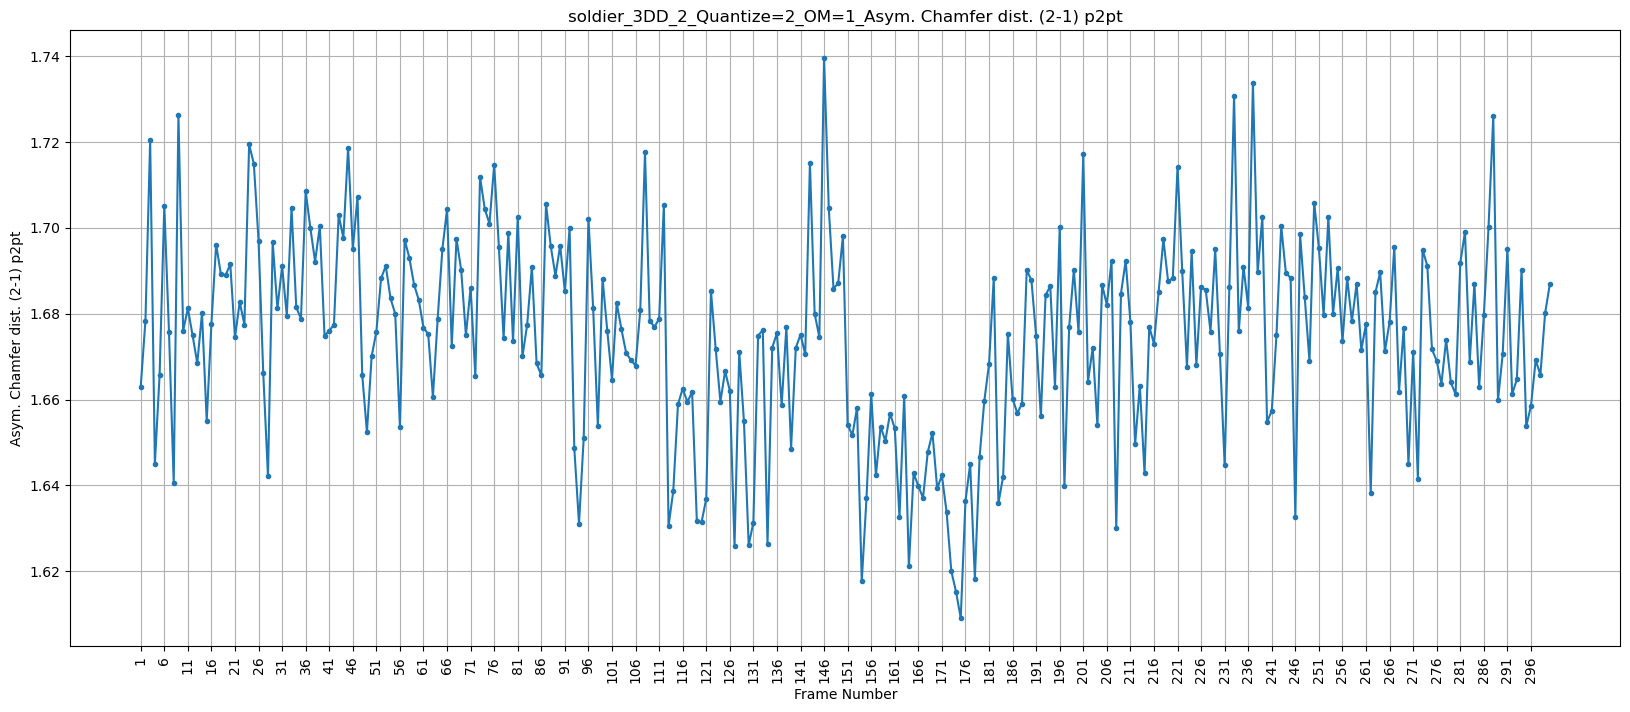 soldier_3DD_2_Quantize=2_OM=1_Asym. Chamfer dist. (2-1) p2pt
1.74
1.72
1.70
1.68
1.66
1.64
1.62
Asym. Chamfer dist. (2-1) p2pt
1 6 11 16 21 26 31 36 41 46 51 56 61 66 71 76 81 86 91 96 101 106 111 116 121 126 131 136 141 146 151 156 161 166 171 176 181 186 191 196 201 206 211 216 221 226 231 236 241 246 251 256 261 266 271 276 281 286 291 296
Frame Number